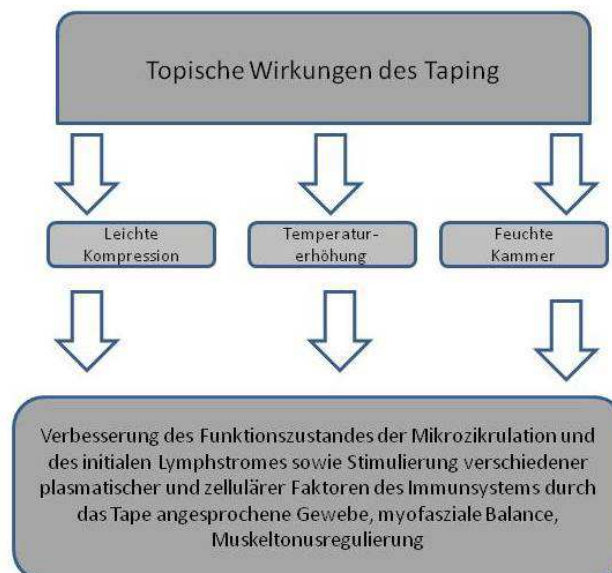 Topische Wirkungen des Taping
Leichte
Kompression
Temperatur-
erhöhung
Feuchte
Kammer
Verbesserung des Funktionszustandes der Mikrozikrulation und
des initialen Lymphstromes sowie Stimulierung verschiedener
plasmatischer und zellulärer Faktoren des Immunsystems durch
das Tape angesprochene Gewebe, myofasziale Balance,
Muskeltonusregulierung